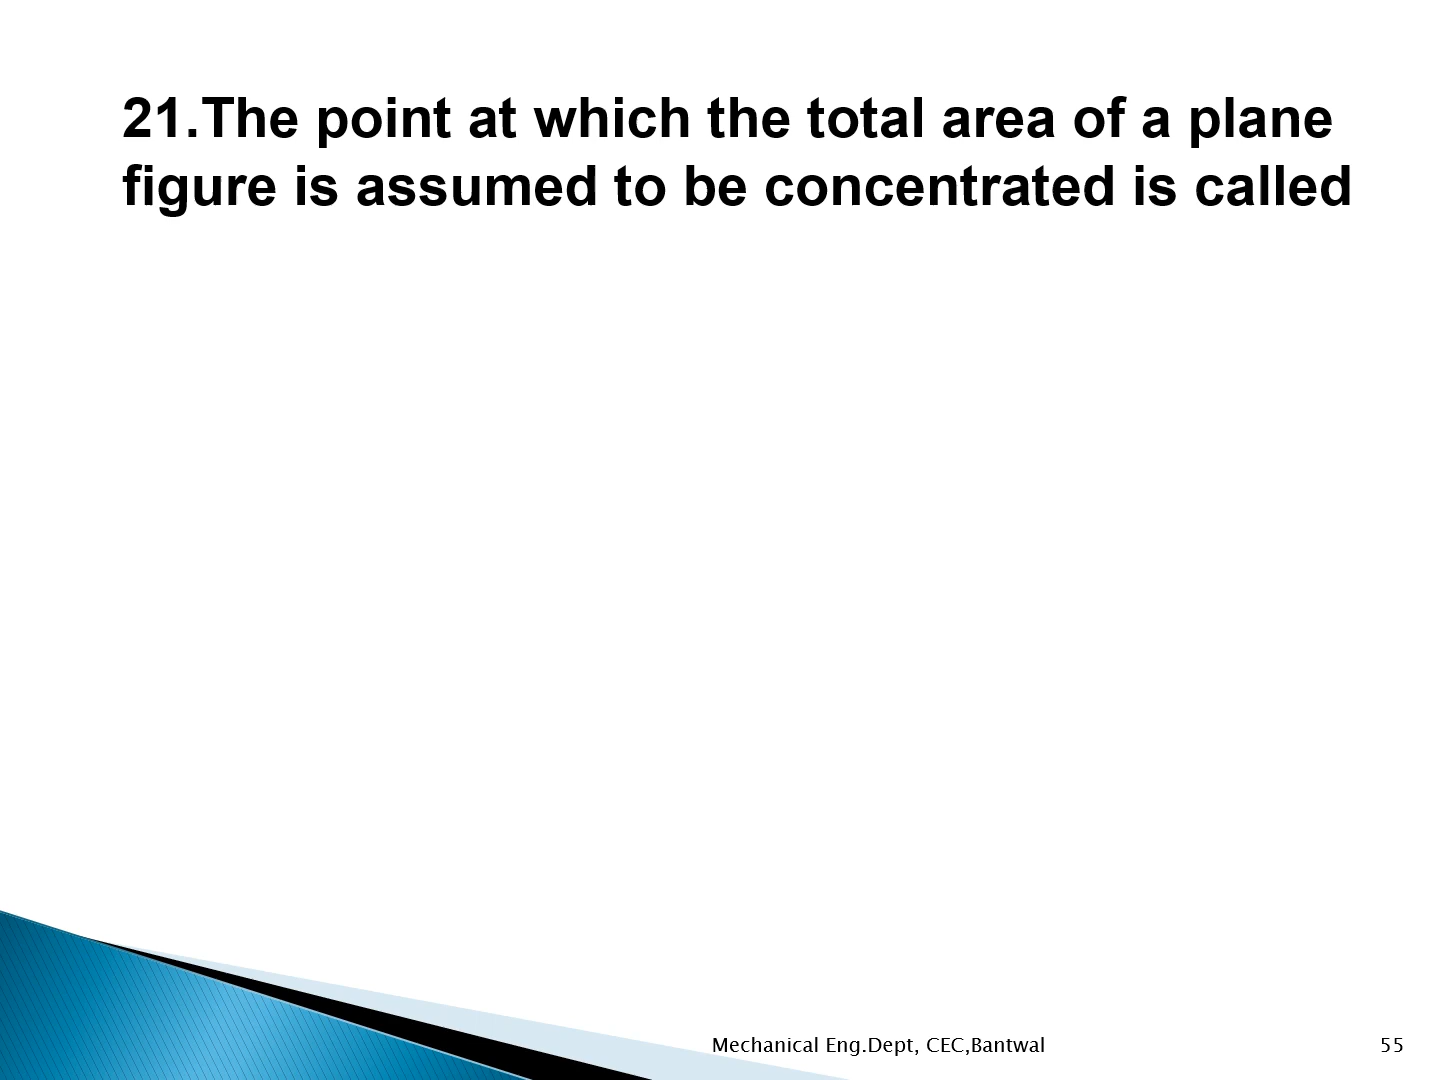 21.The point at which the total area of a plane
figure is assumed to be concentrated is called
Mechanical Eng.Dept, CEC,Bantwal
55